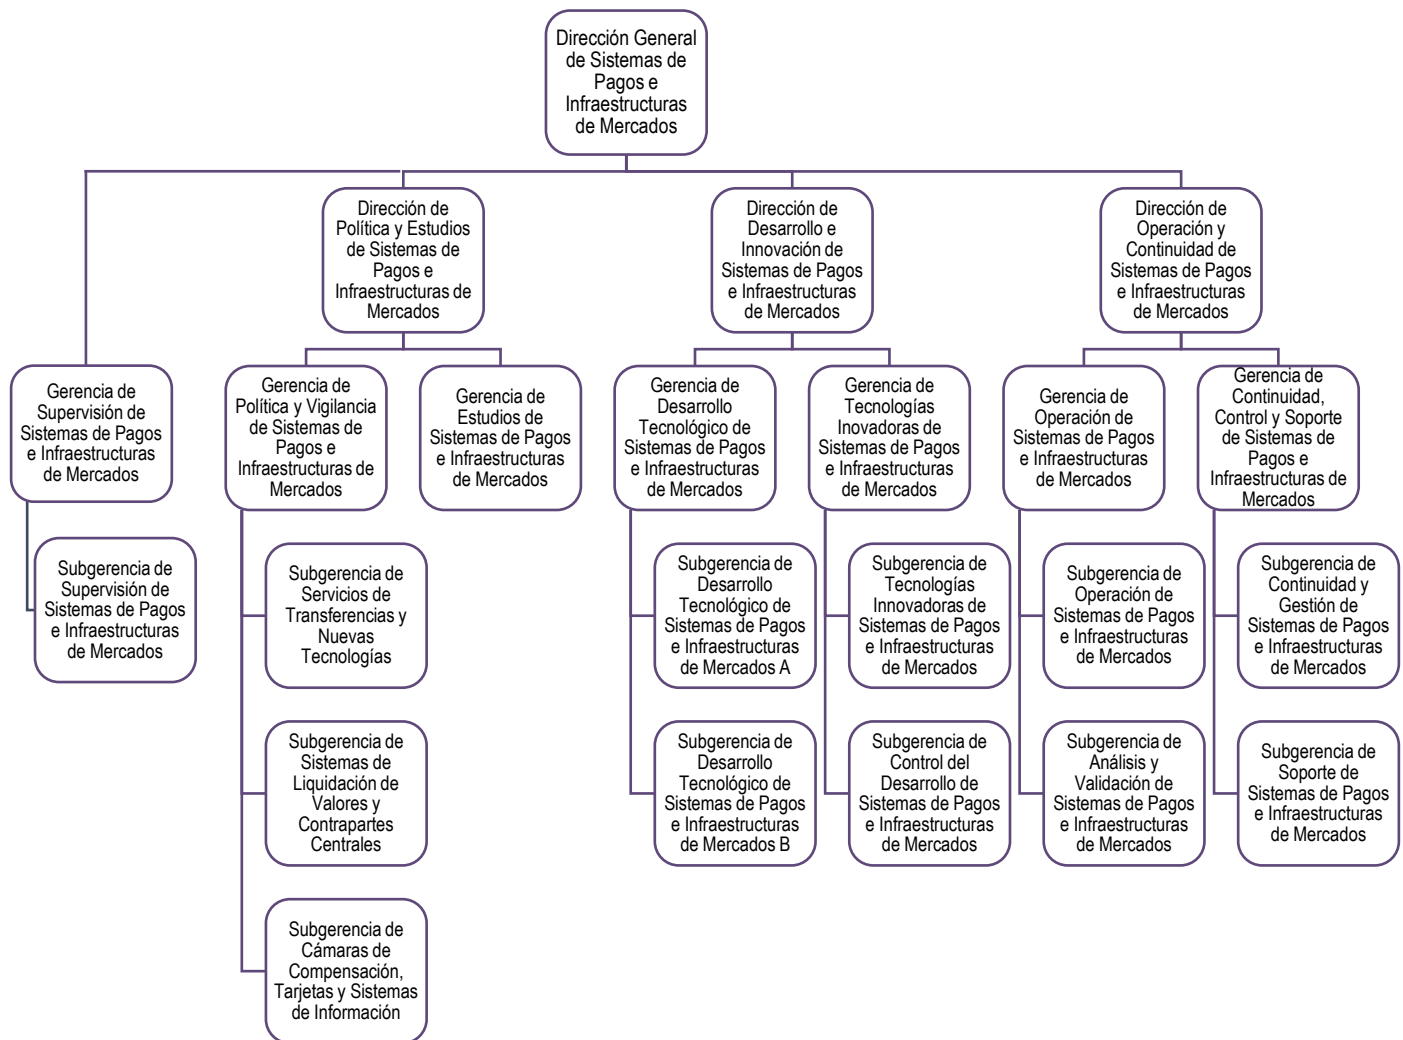 Dirección General
de Sistemas de
Pagos e
Infraestructuras
de Mercados
Dirección de
Política y Estudios
de Sistemas de
Pagos e
Infraestructuras de
Mercados
Dirección de
Desarrollo e
Innovación de
Sistemas de Pagos
e Infraestructuras
de Mercados
Dirección de
Operación y
Continuidad de
Sistemas de Pagos
e Infraestructuras
de Mercados
Gerencia de
Supervisión de
Sistemas de Pagos
e Infraestructuras
de Mercados
Gerencia de
Política y Vigilancia
de Sistemas de
Pagos e
Infraestructuras de
Mercados
Gerencia de
Estudios de
Sistemas de Pagos
e Infraestructuras
de Mercados
Gerencia de
Desarrollo
Tecnológico de
Sistemas de Pagos
e Infraestructuras
de Mercados
Gerencia de
Tecnologías
Inovadoras de
Sistemas de Pagos
e Infraestructuras
de Mercados
Gerencia de
Operación de
Sistemas de Pagos
e Infraestructuras
de Mercados
Gerencia de
Continuidad,
Control y Soporte
de Sistemas de
Pagos e
Infraestructuras de
Mercados
Subgerencia de
Supervisión de
Sistemas de Pagos
e Infraestructuras
de Mercados
Subgerencia de
Servicios de
Transferencias y
Nuevas
Tecnologías
Subgerencia de
Desarrollo
Tecnológico de
Sistemas de Pagos
e Infraestructuras
de Mercados A
Subgerencia de
Tecnologías
Innovadoras de
Sistemas de Pagos
e Infraestructuras
de Mercados
Subgerencia de
Operación de
Sistemas de Pagos
e Infraestructuras
de Mercados
Subgerencia de
Continuidad y
Gestión de
Sistemas de Pagos
e Infraestructuras
de Mercados
Subgerencia de
Sistemas de
Liquidación de
Valores y
Contrapartes
Centrales
Subgerencia de
Desarrollo
Tecnológico de
Sistemas de Pagos
e Infraestructuras
de Mercados B
Subgerencia de
Control del
Desarrollo de
Sistemas de Pagos
e Infraestructuras
de Mercados
Subgerencia de
Análisis y
Validación de
Sistemas de Pagos
e Infraestructuras
de Mercados
Subgerencia de
Soporte de
Sistemas de Pagos
e Infraestructuras
de Mercados
Subgerencia de
Cámaras de
Compensación,
Tarjetas y Sistemas
de Información